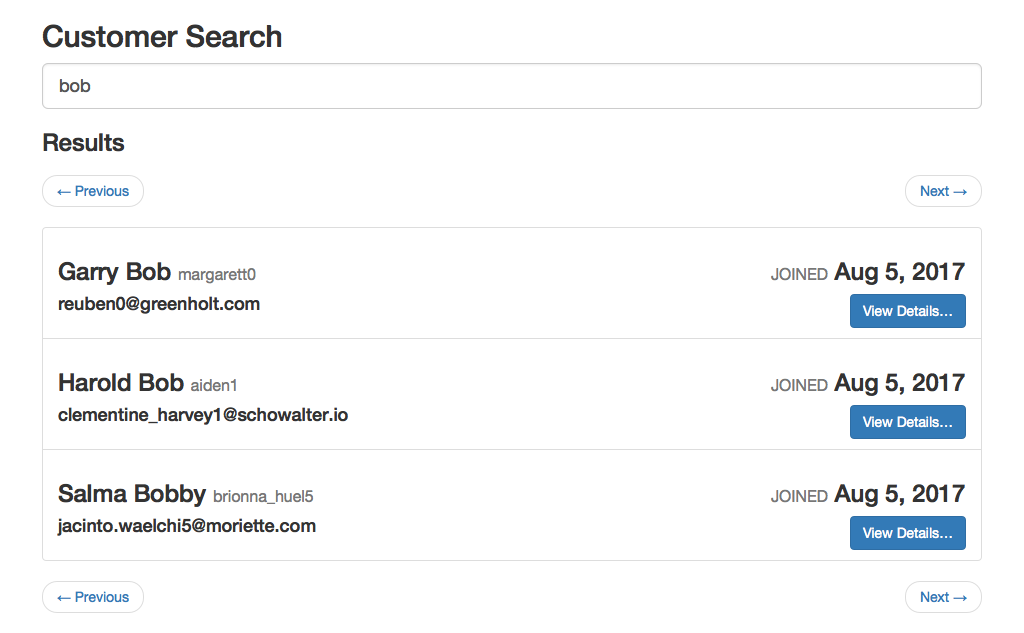 Customer Search
bob
Results
← Previous
Next →
Garry Bob margarett0
JOINED Aug 5, 2017
reuben0@greenholt.com
View Details...
Harold Bob aiden1
JOINED Aug 5, 2017
clementine_harvey1@schowalter.io
View Details...
Salma Bobby brionna_huel5
JOINED Aug 5, 2017
jacinto.waelchi5@moriette.com
View Details...
← Previous
Next →